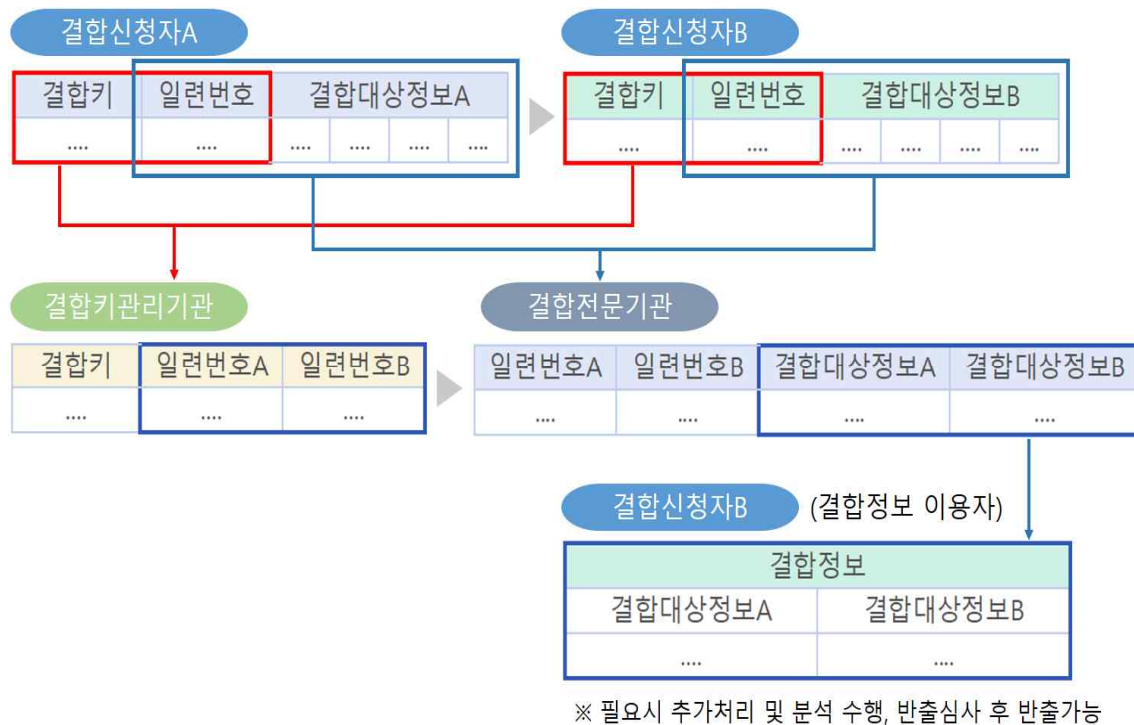 결합신청자A 결합신청자B
결합키 일련번호 결합대상정보A 결합키 일련번호 결합대상정보B
.... .... .... .... .... .... .... .... .... .... .... ....
결합키관리기관 결합전문기관
결합키 일련번호A 일련번호B 일련번호A 일련번호B 결합대상정보A 결합대상정보B
.... .... .... .... .... .... ....
결합신청자B (결합정보 이용자)
결합정보
결합대상정보A 결합대상정보B
.... ....
※ 필요시 추가처리 및 분석 수행, 반출심사 후 반출가능